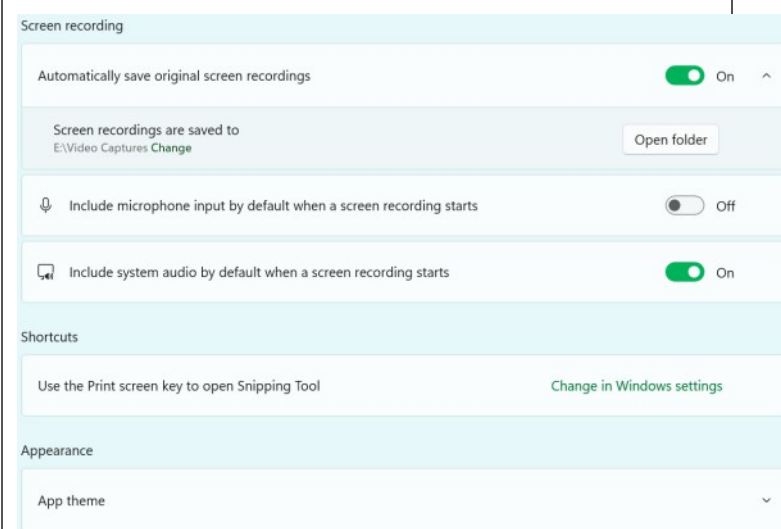 Screen recording
Automatically save original screen recordings
On
Screen recordings are saved to
E:\Video Captures Change
Open folder
Include microphone input by default when a screen recording starts
Off
Include system audio by default when a screen recording starts
On
Shortcuts
Use the Print screen key to open Snipping Tool
Change in Windows settings
Appearance
App theme